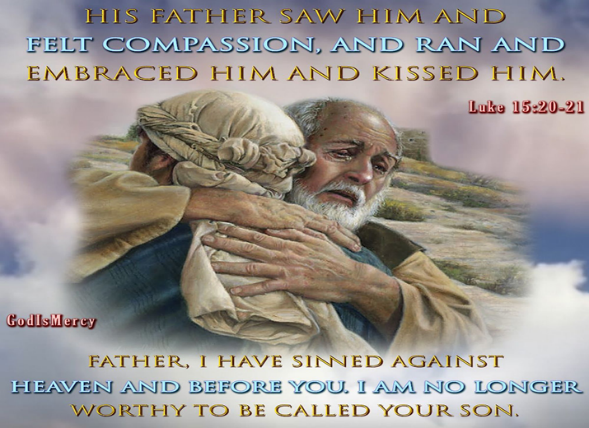 HIS FATHER SAW HIM AND
FELT COMPASSION, AND RAN AND
EMBRACED HIM AND KISSED HIM.
Luke 15:20-21
GodIsMercy
FATHER, I HAVE SINNED AGAINST
HEAVEN AND BEFORE YOU. I AM NO LONGER
WORTHY TO BE CALLED YOUR SON.